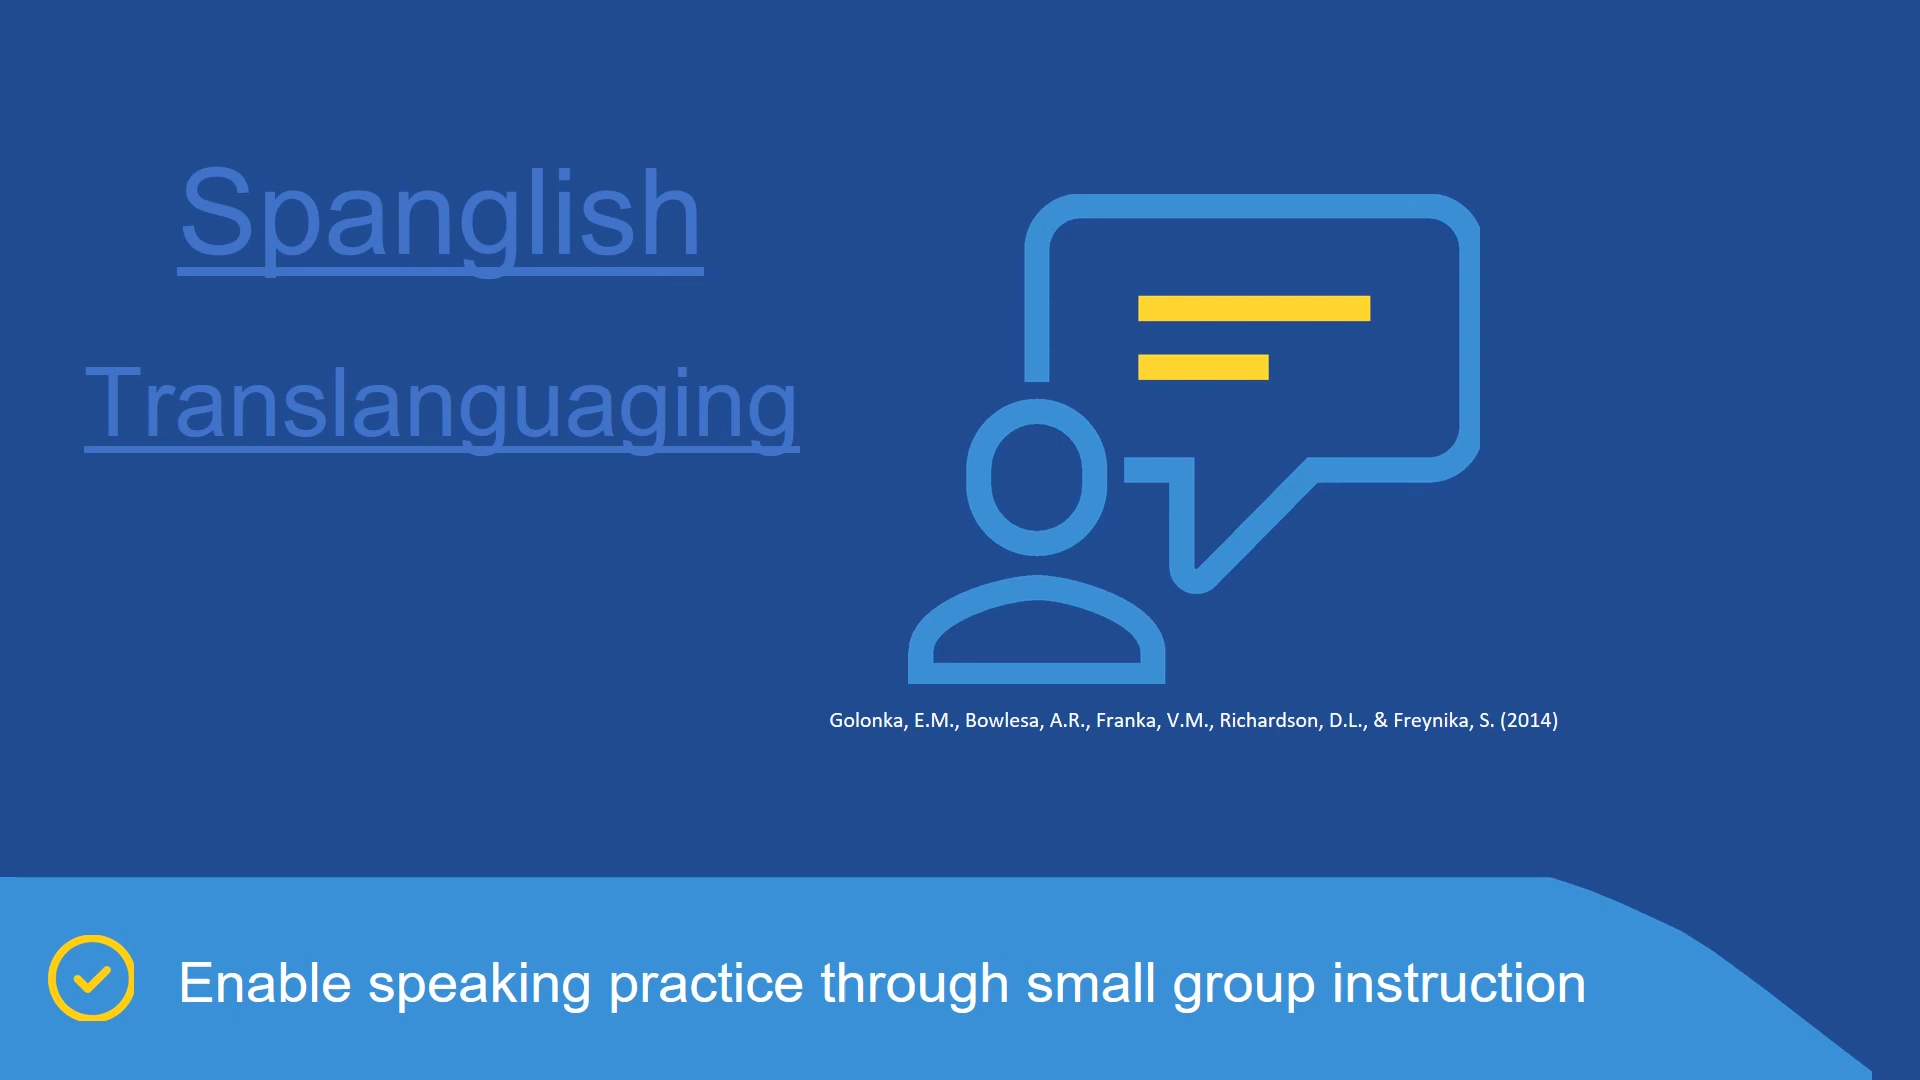 Spanglish
Translanguaging
Golonka, E.M., Bowlesa, A.R., Franka, V.M., Richardson, D.L., & Freynika, S. (2014)
Enable speaking practice through small group instruction